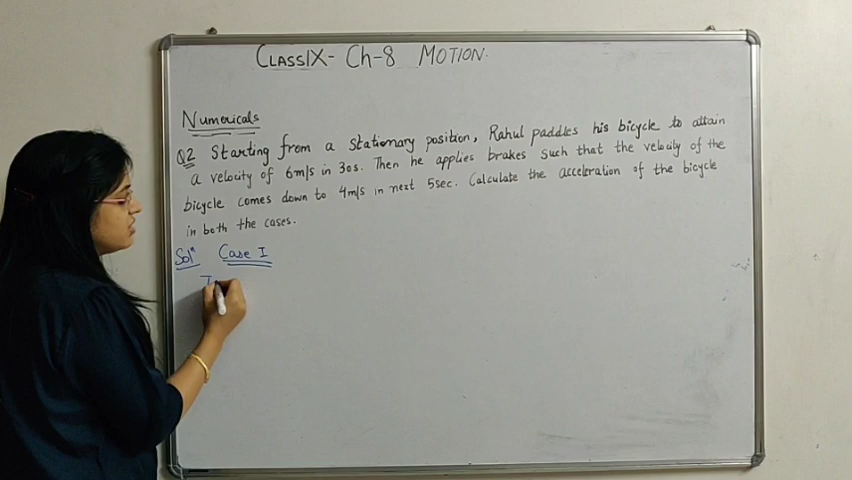 CLASS IX- Ch-8 MOTION.
Numericals
Q2 Starting from a stationary position, Rahul paddles his bicycle to attain
a velocity of 6m/s in 30s. Then he applies brakes such that the velocity of the
bicycle comes down to 4m/s in next 5sec. Calculate the acceleration of the bicycle
in both the cases.
Solⁿ Case I
I